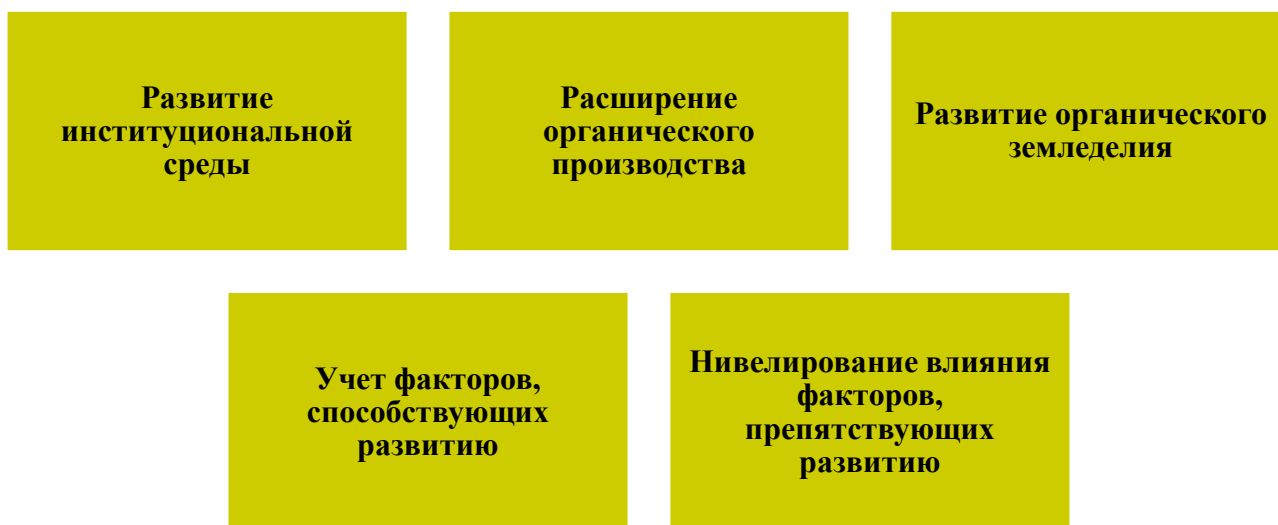 Развитие
институциональной
среды
Расширение
органического
производства
Развитие органического
земледелия
Учет факторов,
способствующих
развитию
Нивелирование влияния
факторов,
препятствующих
развитию